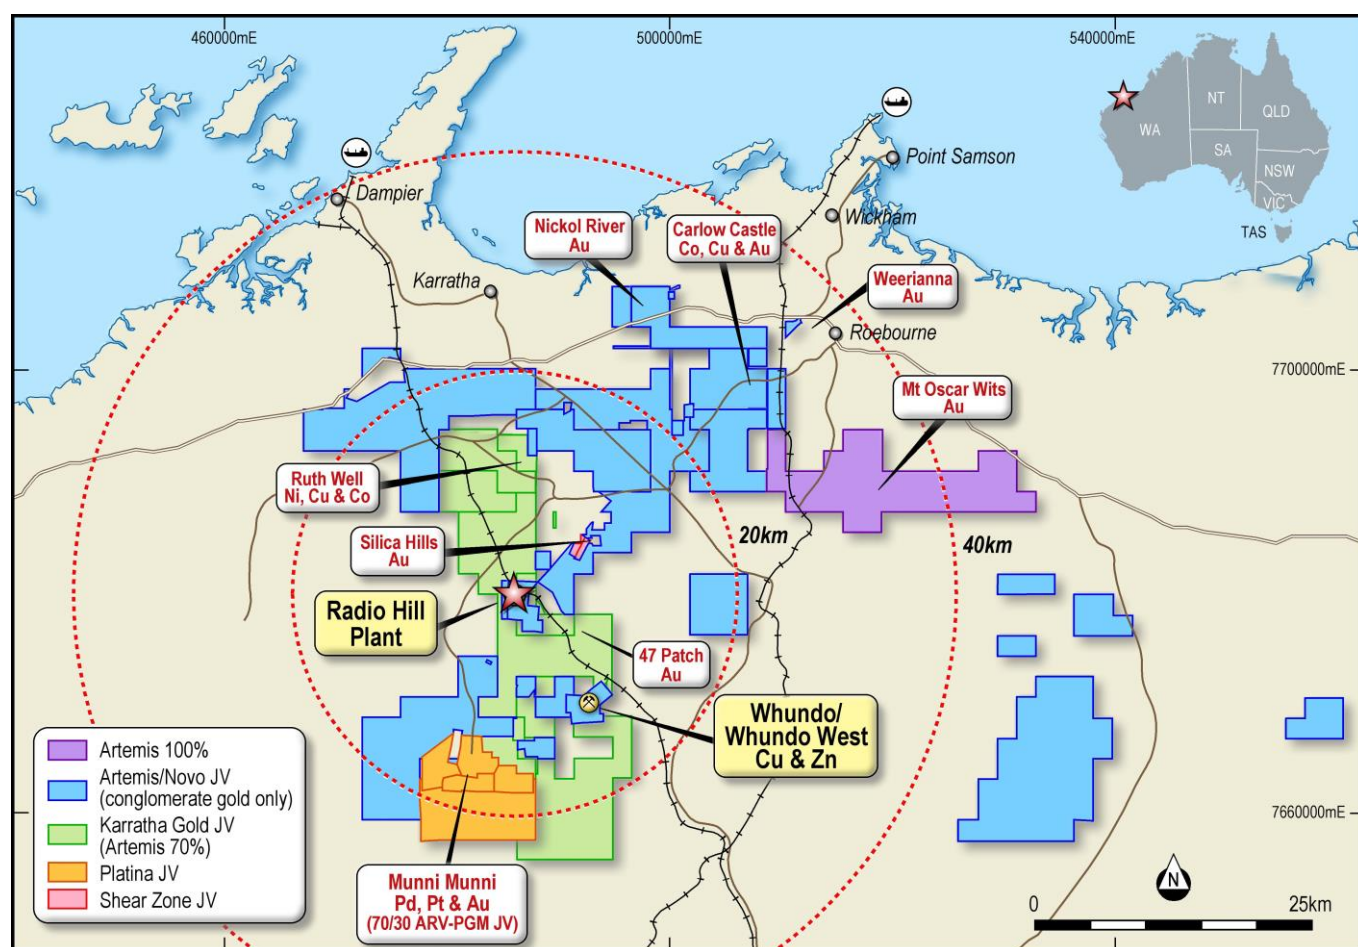 460000mE
500000mE
540000mE
NT
WA
QLD
SA
NSW
VIC
TAS
Point Samson
Dampier
Wickham
Nickol River
Au
Carlow Castle
Co, Cu & Au
Karratha
Weerianna
Au
Roebourne
7700000mE
Mt Oscar Wits
Au
Ruth Well
Ni, Cu & Co
Silica Hills
Au
20km
40km
Radio Hill
Plant
47 Patch
Au
Whundo/
Whundo West
Cu & Zn
Artemis 100%
Artemis/Novo JV
(conglomerate gold only)
Karratha Gold JV
(Artemis 70%)
Platina JV
Shear Zone JV
7660000mE
Munni Munni
Pd, Pt & Au
(70/30 ARV-PGM JV)
N
0
25km